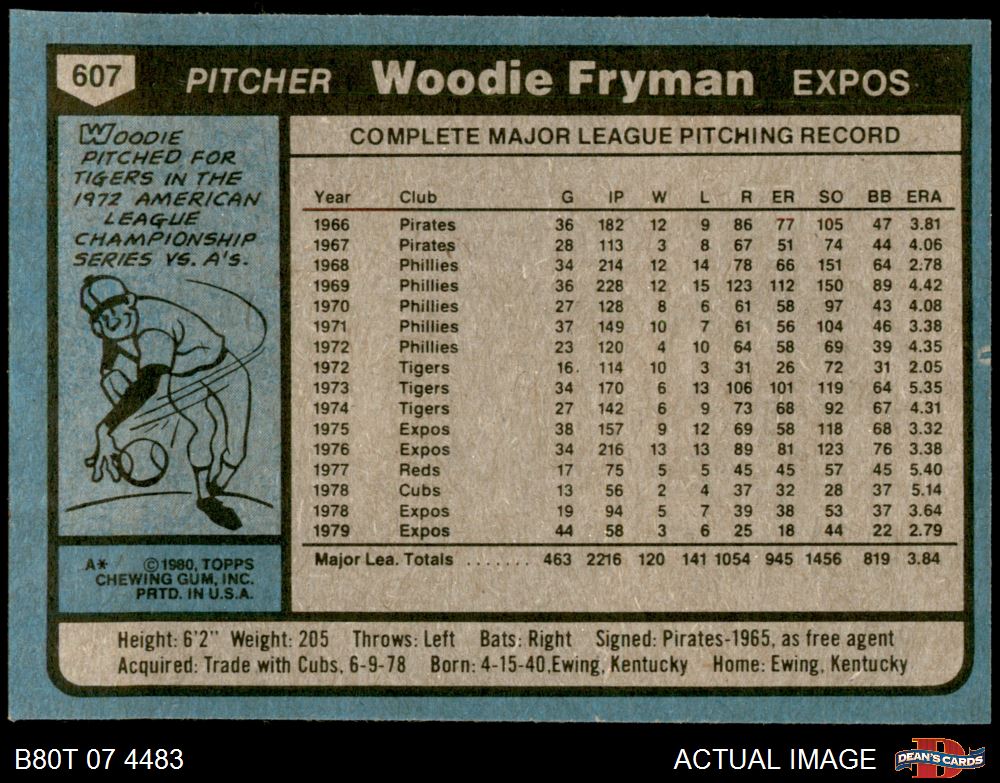 607 PITCHER Woodie Fryman EXPOS
WOODIE
PITCHED FOR
TIGERS IN THE
1972 AMERICAN
LEAGUE
CHAMPIONSHIP
SERIES VS. A'S.
A* ©1980, TOPPS
CHEWING GUM, INC.
PRTD. IN U.S.A.
COMPLETE MAJOR LEAGUE PITCHING RECORD
Year Club G IP W L R ER SO BB ERA
1966 Pirates 36 182 12 9 86 77 105 47 3.81
1967 Pirates 28 113 3 8 67 51 74 44 4.06
1968 Phillies 34 214 12 14 78 66 151 64 2.78
1969 Phillies 36 228 12 15 123 112 150 89 4.42
1970 Phillies 27 128 8 6 61 58 97 43 4.08
1971 Phillies 37 149 10 7 61 56 104 46 3.38
1972 Phillies 23 120 4 10 64 58 69 39 4.35
1972 Tigers 16 114 10 3 31 26 72 31 2.05
1973 Tigers 34 170 6 13 106 101 119 64 5.35
1974 Tigers 27 142 6 9 73 68 92 67 4.31
1975 Expos 38 157 9 12 69 58 118 68 3.32
1976 Expos 34 216 13 13 89 81 123 76 3.38
1977 Reds 17 75 5 5 45 45 57 45 5.40
1978 Cubs 13 56 2 4 37 32 28 37 5.14
1978 Expos 19 94 5 7 39 38 53 37 3.64
1979 Expos 44 58 3 6 25 18 44 22 2.79
Major Lea. Totals ....... 463 2216 120 141 1054 945 1456 819 3.84
Height: 6'2" Weight: 205 Throws: Left Bats: Right Signed: Pirates-1965, as free agent
Acquired: Trade with Cubs, 6-9-78 Born: 4-15-40,Ewing, Kentucky Home: Ewing, Kentucky
B80T 07 4483 ACTUAL IMAGE DEAN'S CARDS